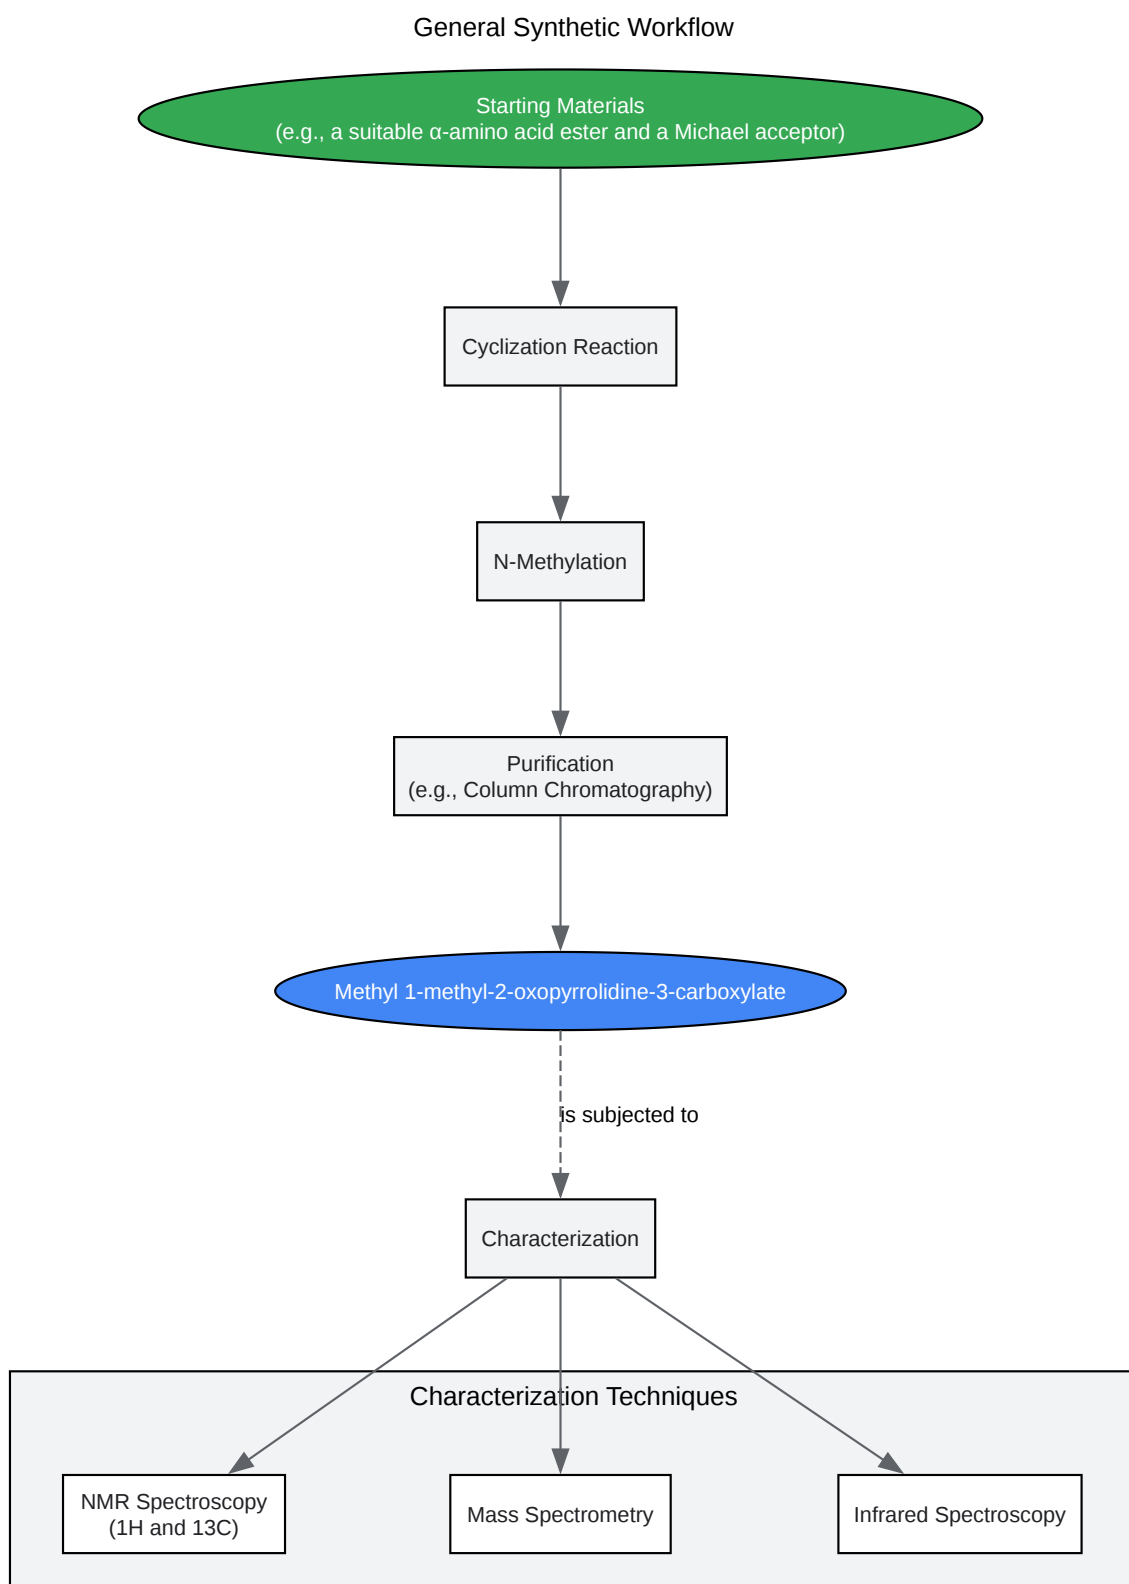 General Synthetic Workflow
Starting Materials
(e.g., a suitable α-amino acid ester and a Michael acceptor)
Cyclization Reaction
N-Methylation
Purification
(e.g., Column Chromatography)
Methyl 1-methyl-2-oxopyrrolidine-3-carboxylate
is subjected to
Characterization
Characterization Techniques
NMR Spectroscopy
(1H and 13C)
Mass Spectrometry
Infrared Spectroscopy